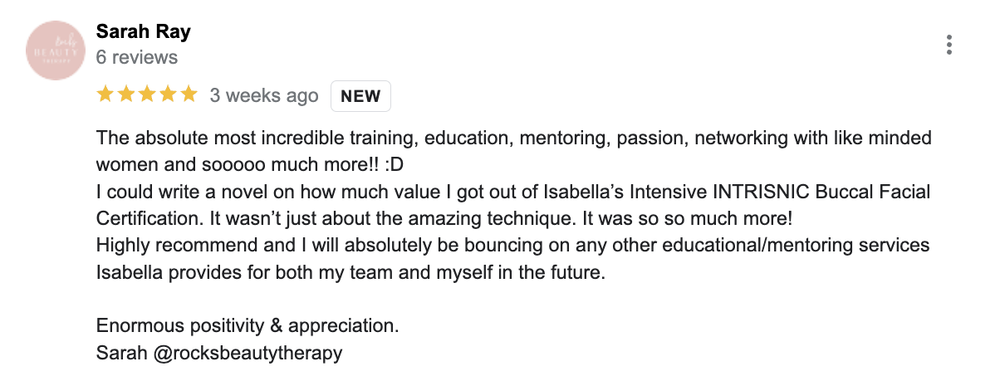 Sarah Ray
6 reviews
3 weeks ago NEW
The absolute most incredible training, education, mentoring, passion, networking with like minded
women and sooooo much more!! :D
I could write a novel on how much value I got out of Isabella’s Intensive INTRISNIC Buccal Facial
Certification. It wasn’t just about the amazing technique. It was so so much more!
Highly recommend and I will absolutely be bouncing on any other educational/mentoring services
Isabella provides for both my team and myself in the future.
Enormous positivity & appreciation.
Sarah @rocksbeautytherapy
BEAUTY
THERAPY